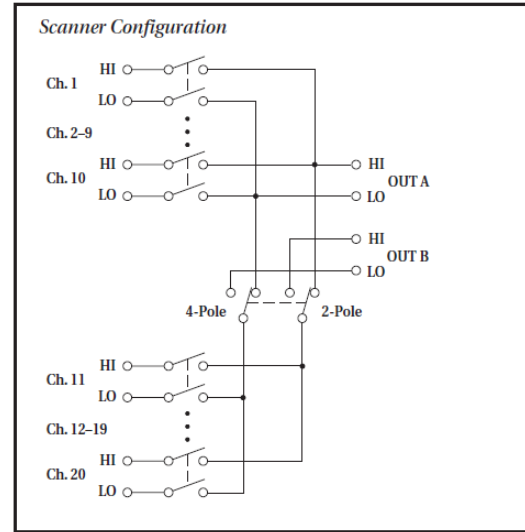 Scanner Configuration
HI
Ch. 1
LO
Ch. 2–9
HI
HI
Ch. 10
OUT A
LO
LO
HI
OUT B
LO
4-Pole
2-Pole
HI
Ch. 11
LO
Ch. 12–19
HI
Ch. 20
LO